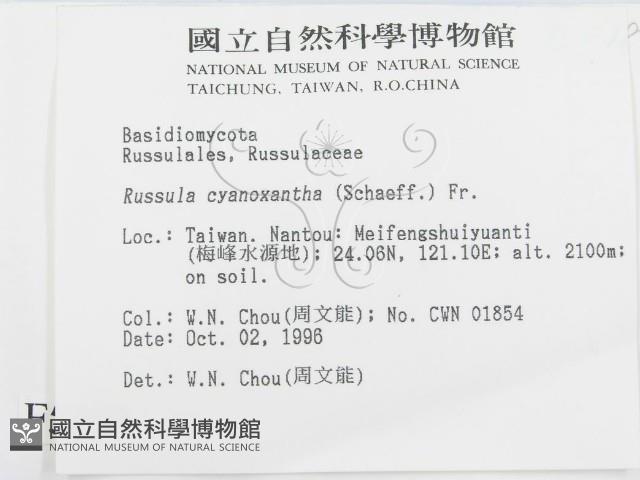 國立自然科學博物館
NATIONAL MUSEUM OF NATURAL SCIENCE
TAICHUNG, TAIWAN, R.O.CHINA
Basidiomycota
Russulales, Russulaceae
Russula cyanoxantha (Schaeff.) Fr.
Loc.: Taiwan. Nantou: Meifengshuiyuanti
(梅峰水源地); 24.06N, 121.10E; alt. 2100m;
on soil.
Col.: W.N. Chou(周文能); No. CWN 01854
Date: Oct. 02, 1996
Det.: W.N. Chou(周文能)
國立自然科學博物館
NATIONAL MUSEUM OF NATURAL SCIENCE